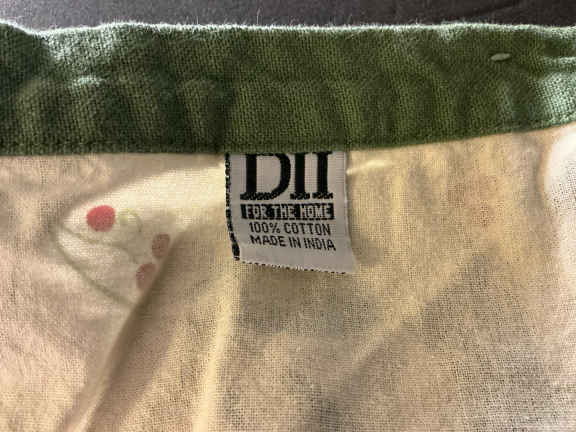 DII
FOR THE HOME
100% COTTON
MADE IN INDIA